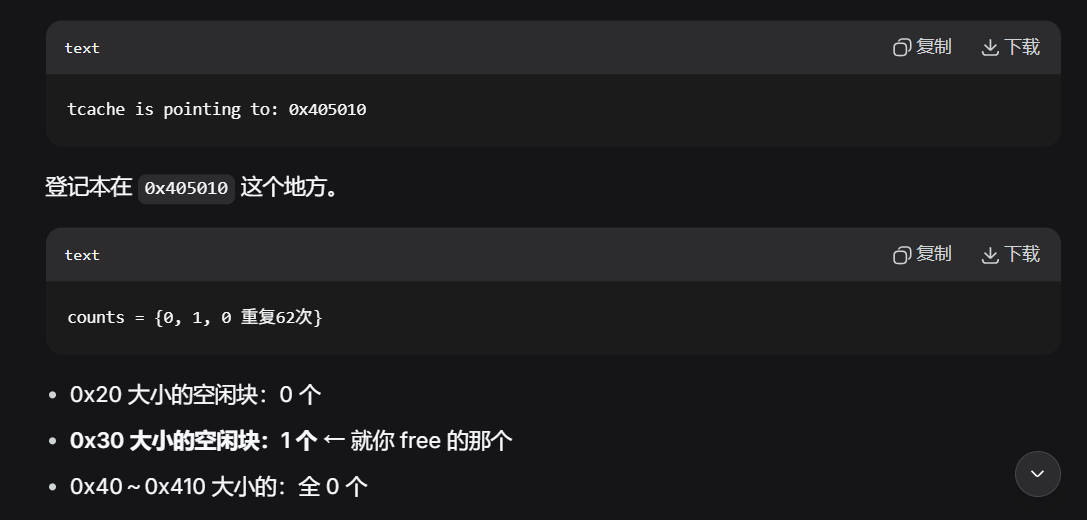 text 复制 下载
tcache is pointing to: 0x405010
登记本在 0x405010 这个地方。
text 复制 下载
counts = {0, 1, 0 重复62次}
• 0x20 大小的空闲块：0 个
• 0x30 大小的空闲块：1 个 ← 就你 free 的那个
• 0x40 ~ 0x410 大小的：全 0 个